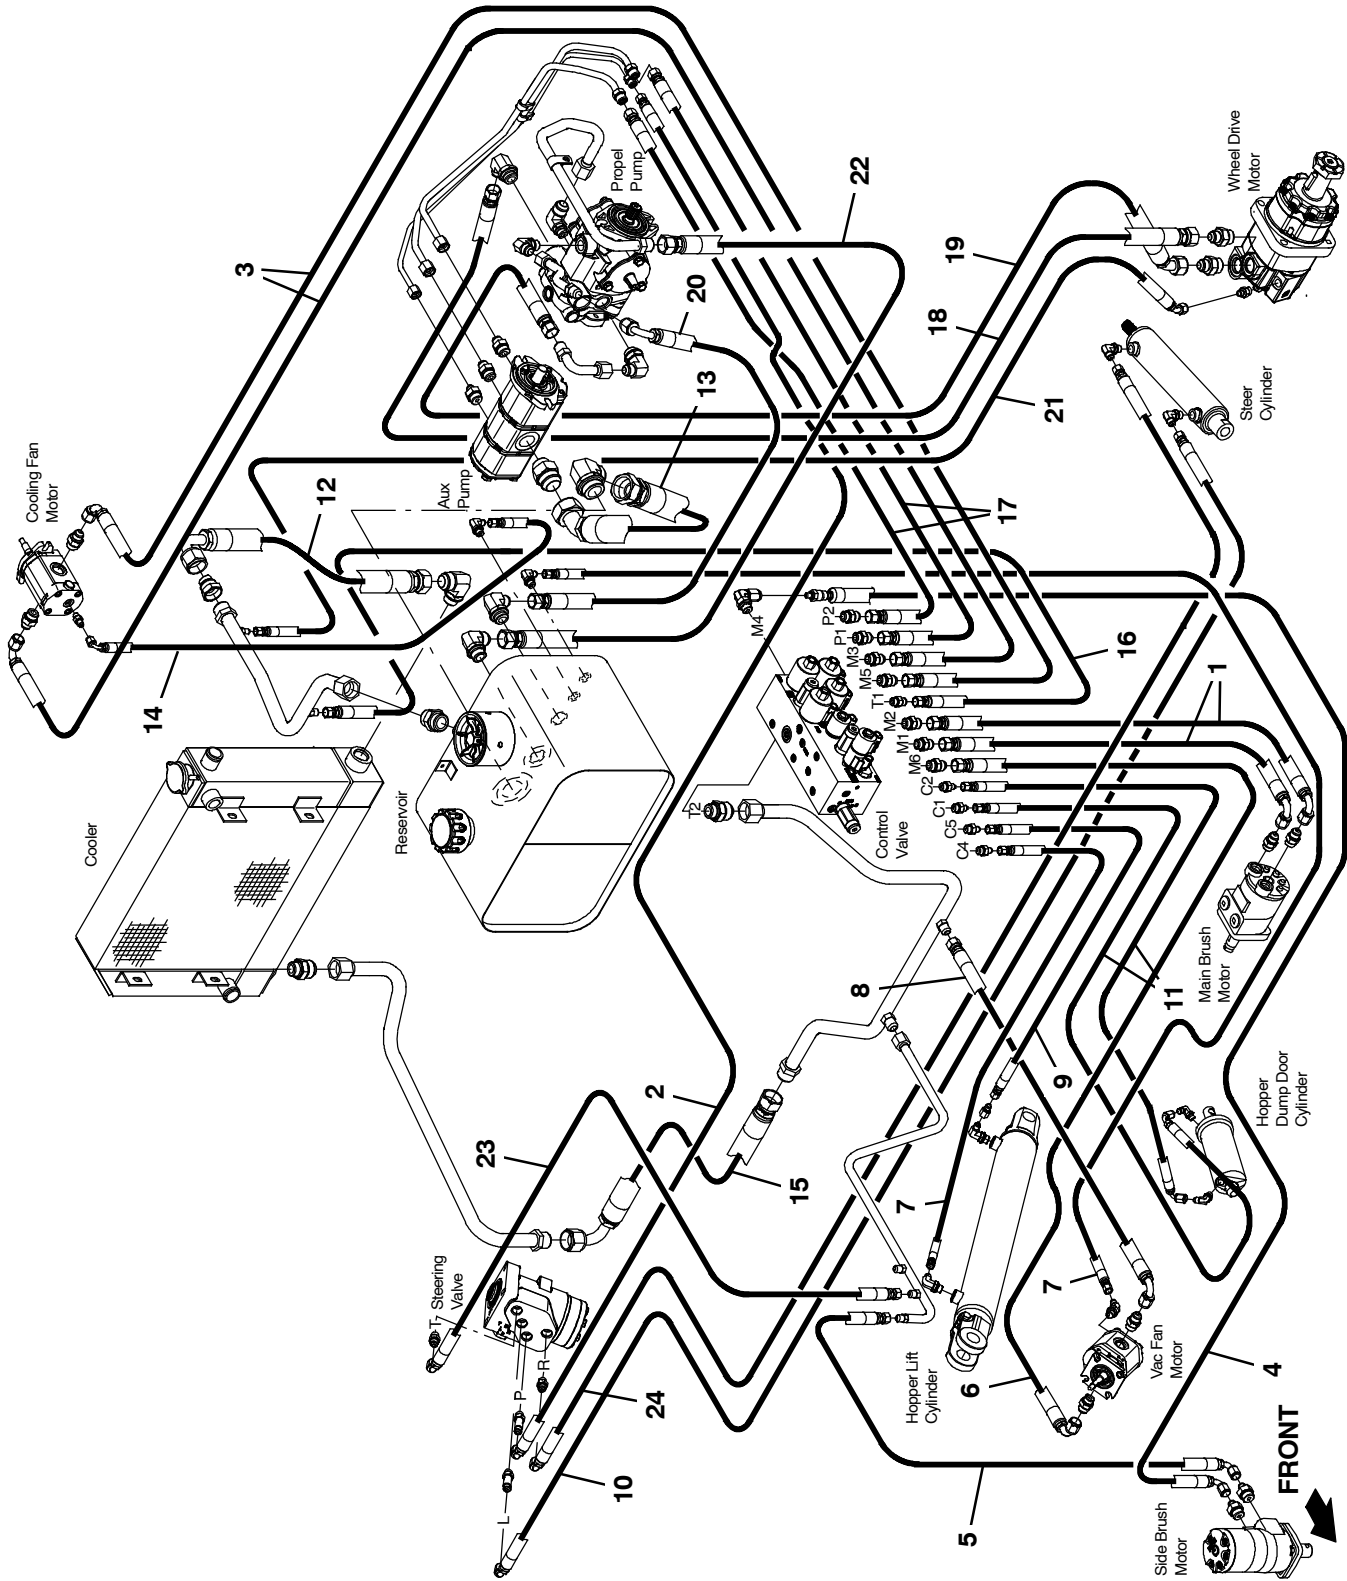 Cooling Fan
Motor
3
14
12
Cooler
Reservoir
Aux
Pump
Propel
Pump
13
20
22
19
18
21
Wheel Drive
Motor
Steer
Cylinder
17
16
1
M4
P2
P1
M3
M5
T1
M2
M1
M6
C2
C1
C5
C4
T2
Control
Valve
Main Brush
Motor
11
8
9
Hopper
Dump Door
Cylinder
2
23
15
7
T
Steering
Valve
R
P
L
24
10
Hopper Lift
Cylinder
6
7
Vac Fan
Motor
4
5
Side Brush
Motor
FRONT